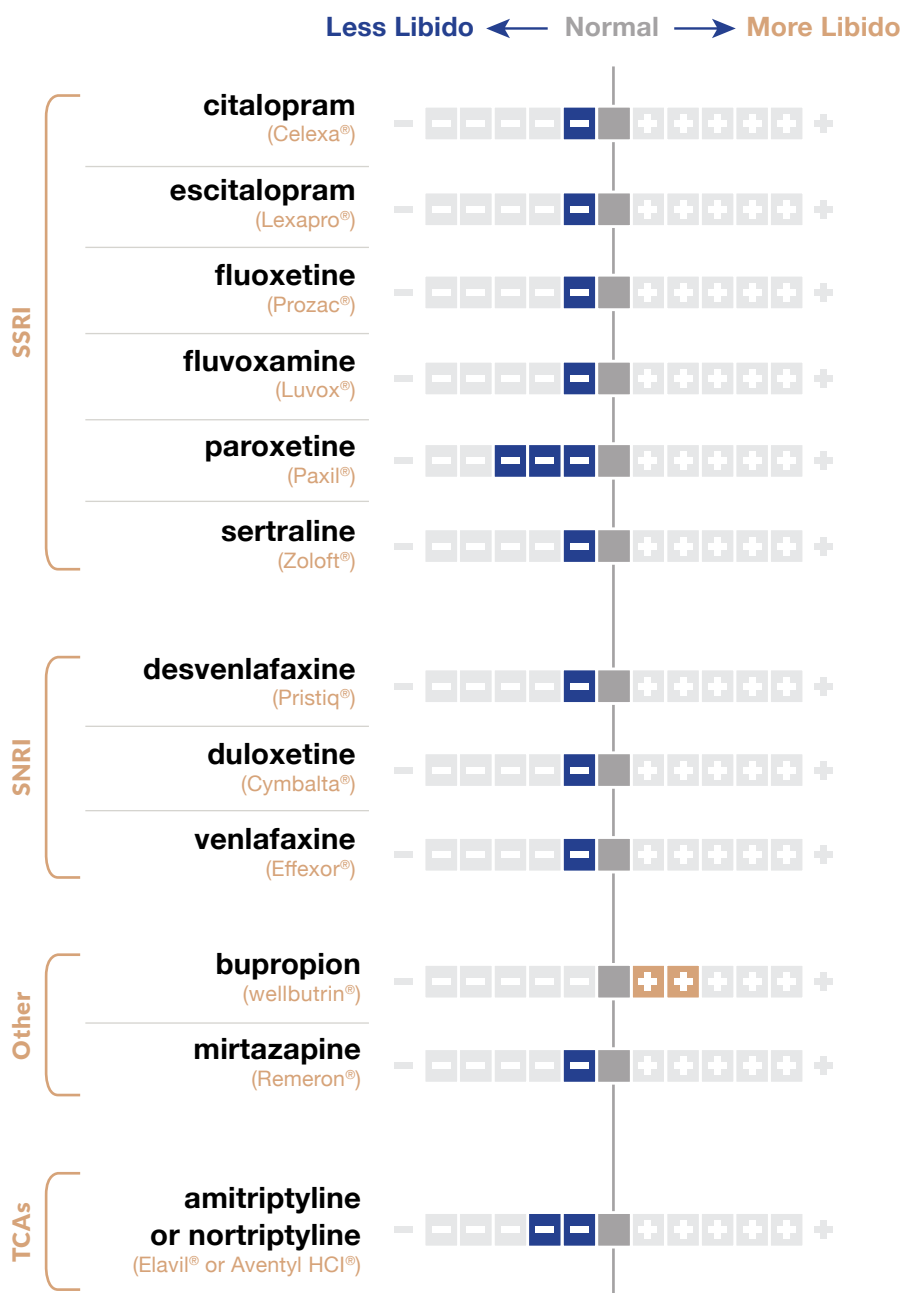 Less Libido Normal More Libido
SSRI
citalopram
(Celexa®)
escitalopram
(Lexapro®)
fluoxetine
(Prozac®)
fluvoxamine
(Luvox®)
paroxetine
(Paxil®)
sertraline
(Zoloft®)
SNRI
desvenlafaxine
(Pristiq®)
duloxetine
(Cymbalta®)
venlafaxine
(Effexor®)
Other
bupropion
(wellbutrin®)
mirtazapine
(Remeron®)
TCAs
amitriptyline
or nortriptyline
(Elavil® or Aventyl HCl®)